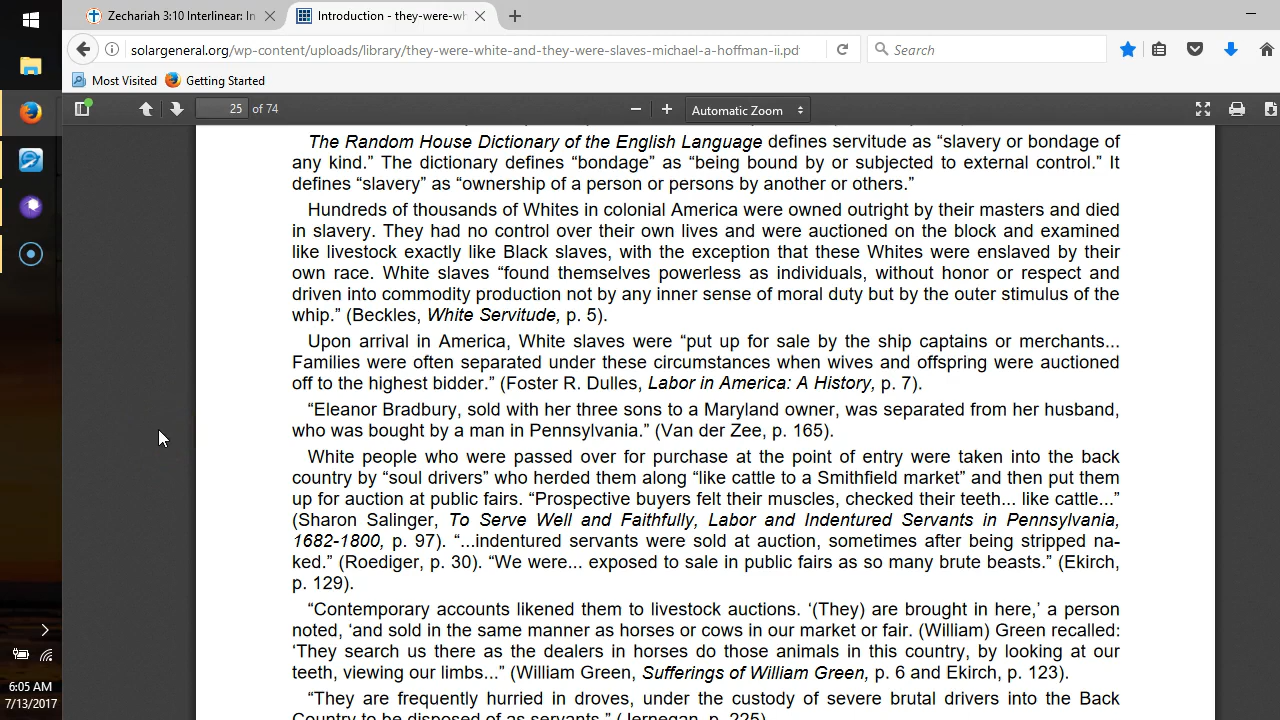 Zechariah 3:10 Interlinear: In
Introduction - they-were-wh
solargeneral.org/wp-content/uploads/library/they-were-white-and-they-were-slaves-michael-a-hoffman-ii.pd
Search
Most Visited
Getting Started
25 of 74
Automatic Zoom
The Random House Dictionary of the English Language defines servitude as “slavery or bondage of
any kind.” The dictionary defines “bondage” as “being bound by or subjected to external control.” It
defines “slavery” as “ownership of a person or persons by another or others.”
Hundreds of thousands of Whites in colonial America were owned outright by their masters and died
in slavery. They had no control over their own lives and were auctioned on the block and examined
like livestock exactly like Black slaves, with the exception that these Whites were enslaved by their
own race. White slaves “found themselves powerless as individuals, without honor or respect and
driven into commodity production not by any inner sense of moral duty but by the outer stimulus of the
whip.” (Beckles, White Servitude, p. 5).
Upon arrival in America, White slaves were “put up for sale by the ship captains or merchants...
Families were often separated under these circumstances when wives and offspring were auctioned
off to the highest bidder.” (Foster R. Dulles, Labor in America: A History, p. 7).
“Eleanor Bradbury, sold with her three sons to a Maryland owner, was separated from her husband,
who was bought by a man in Pennsylvania.” (Van der Zee, p. 165).
White people who were passed over for purchase at the point of entry were taken into the back
country by “soul drivers” who herded them along “like cattle to a Smithfield market” and then put them
up for auction at public fairs. “Prospective buyers felt their muscles, checked their teeth... like cattle...”
(Sharon Salinger, To Serve Well and Faithfully, Labor and Indentured Servants in Pennsylvania,
1682-1800, p. 97). “...indentured servants were sold at auction, sometimes after being stripped na-
ked.” (Roediger, p. 30). “We were... exposed to sale in public fairs as so many brute beasts.” (Ekirch,
p. 129).
“Contemporary accounts likened them to livestock auctions. ‘(They) are brought in here,’ a person
noted, ‘and sold in the same manner as horses or cows in our market or fair. (William) Green recalled:
‘They search us there as the dealers in horses do those animals in this country, by looking at our
teeth, viewing our limbs...” (William Green, Sufferings of William Green, p. 6 and Ekirch, p. 123).
“They are frequently hurried in droves, under the custody of severe brutal drivers into the Back
Country to be disposed of as servants.” (Jernegan, p. 225).
6:05 AM
7/13/2017